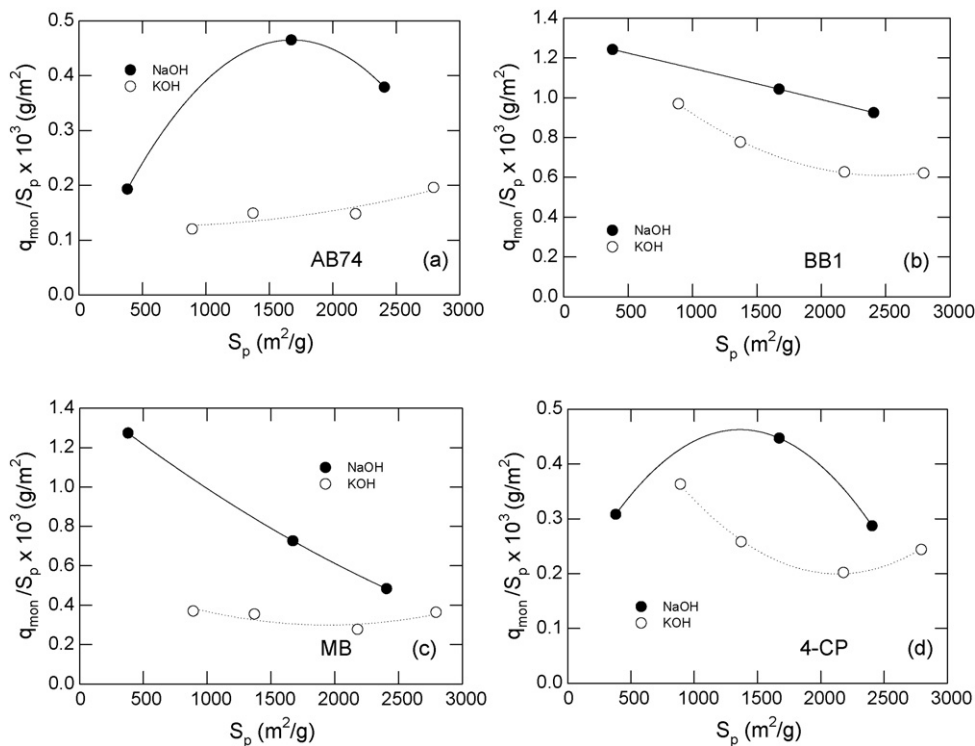 0.5
0.4
0.3
0.2
0.1
0.0
q_mon/S_p x 10^3 (g/m^2)
NaOH
KOH
AB74
(a)
0 500 1000 1500 2000 2500 3000
S_p (m^2/g)
1.4
1.2
1.0
0.8
0.6
0.4
0.2
0.0
q_mon/S_p x 10^3 (g/m^2)
NaOH
KOH
BB1
(b)
0 500 1000 1500 2000 2500 3000
S_p (m^2/g)
1.4
1.2
1.0
0.8
0.6
0.4
0.2
0.0
q_mon/S_p x 10^3 (g/m^2)
NaOH
KOH
MB
(c)
0 500 1000 1500 2000 2500 3000
S_p (m^2/g)
0.5
0.4
0.3
0.2
0.1
0.0
q_mon/S_p x 10^3 (g/m^2)
NaOH
KOH
4-CP
(d)
0 500 1000 1500 2000 2500 3000
S_p (m^2/g)